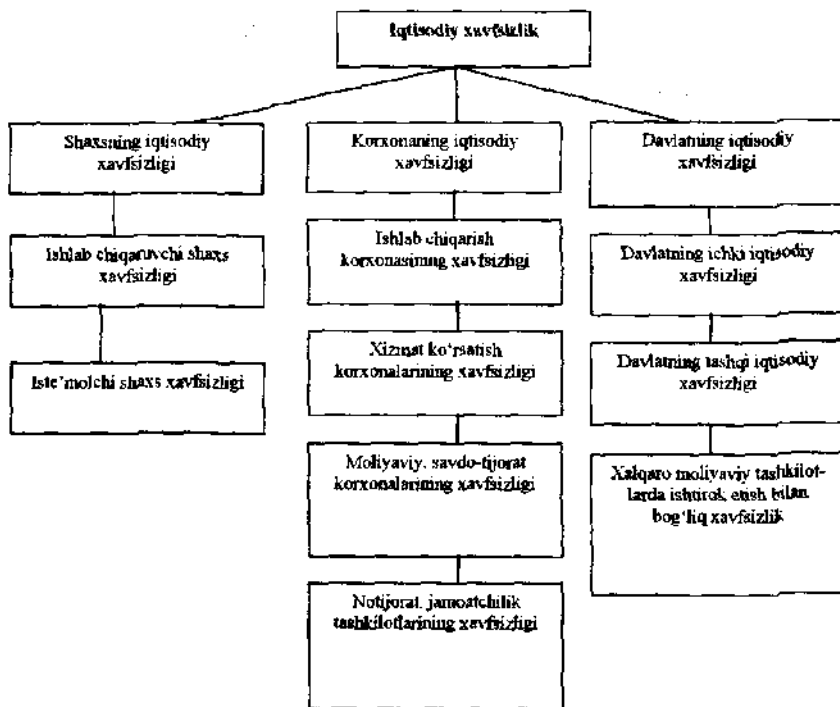 Iqtisodiy xavfsizlik
Shaxsning iqtisodiy
xavfsizligi
Ishlab chiqaruvchi shaxs
xavfsizligi
Iste’molchi shaxs xavfsizligi
Korxonaning iqtisodiy
xavfsizligi
Ishlab chiqarish
korxonasining xavfsizligi
Xizmat ko‘rsatish
korxonalarining xavfsizligi
Moliyaviy, savdo-tijorat
korxonalarining xavfsizligi
Notijorat, jamoatchilik
tashkilotlarining xavfsizligi
Davlatning iqtisodiy
xavfsizligi
Davlatning ichki iqtisodiy
xavfsizligi
Davlatning tashqi iqtisodiy
xavfsizligi
Xalqaro moliyaviy tashkilot-
larda ishtirok etish bilan
bog‘liq xavfsizlik